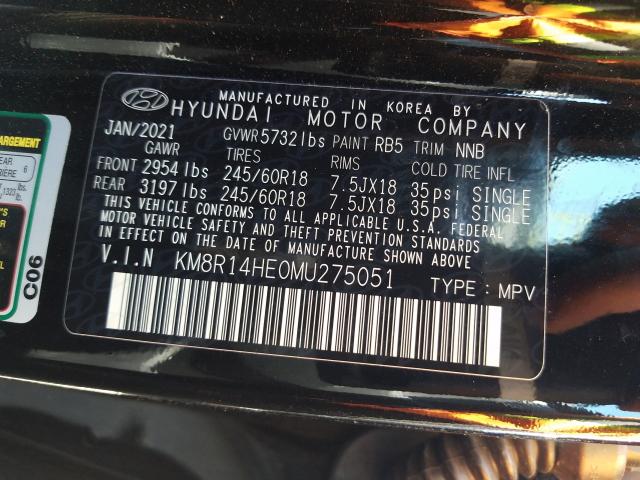 MANUFACTURED IN KOREA BY
HYUNDAI MOTOR COMPANY
JAN/2021 GVWR 5732 lbs PAINT RB5 TRIM NNB
GAWR TIRES RIMS COLD TIRE INFL
FRONT 2954 lbs 245/60R18 7.5JX18 35psi SINGLE
REAR 3197 lbs 245/60R18 7.5JX18 35psi SINGLE
THIS VEHICLE CONFORMS TO ALL APPLICABLE U.S.A. FEDERAL
MOTOR VEHICLE SAFETY AND THEFT PREVENTION STANDARDS
IN EFFECT ON THE DATE OF MANUFACTURE SHOWN ABOVE
V.I.N KM8R14HE0MU275051 TYPE : MPV
C06